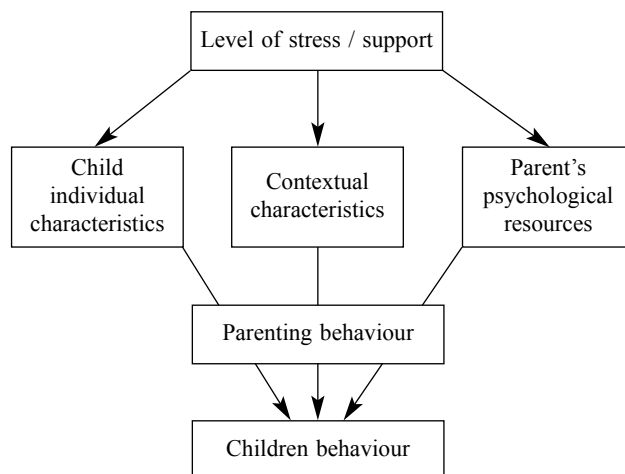 Level of stress / support
Child
individual
characteristics
Contextual
characteristics
Parent's
psychological
resources
Parenting behaviour
Children behaviour